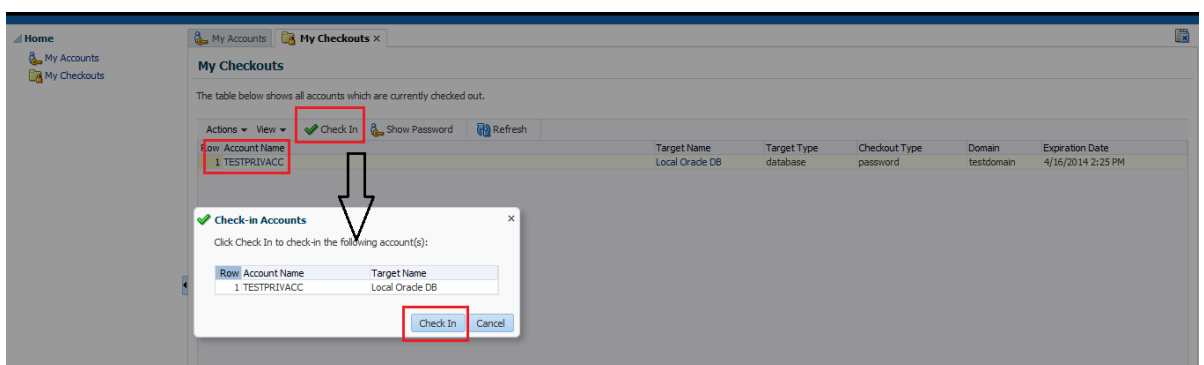 Home
My Accounts
My Checkouts
My Accounts My Checkouts ×
My Checkouts
The table below shows all accounts which are currently checked out.
Actions View Check In Show Password Refresh
Row Account Name Target Name Target Type Checkout Type Domain Expiration Date
1 TESTPRIVACC Local Oracle DB database password testdomain 4/16/2014 2:25 PM
Check-in Accounts ×
Click Check In to check-in the following account(s):
Row Account Name Target Name
1 TESTPRIVACC Local Oracle DB
Check In Cancel